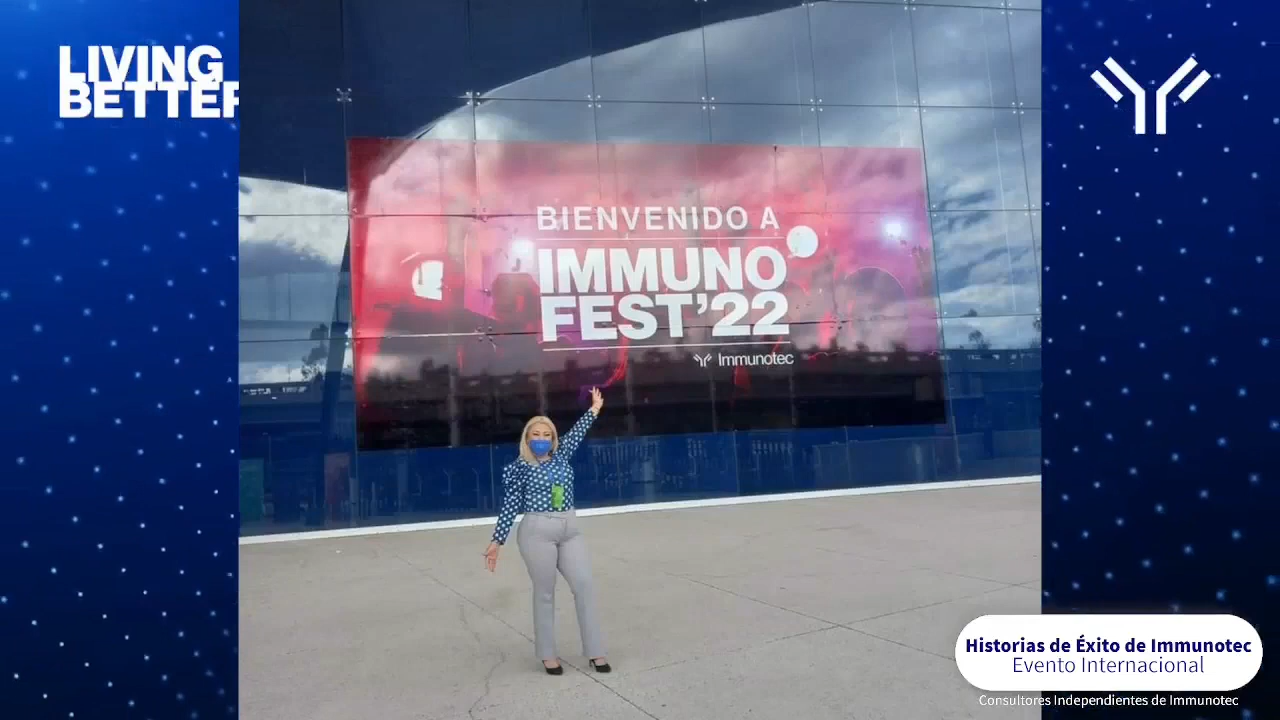 LIVING
BETTER
BIENVENIDO A
IMMUNO
FEST'22
Immunotec
Historias de Éxito de Immunotec
Evento Internacional
Consultores Independientes de Immunotec